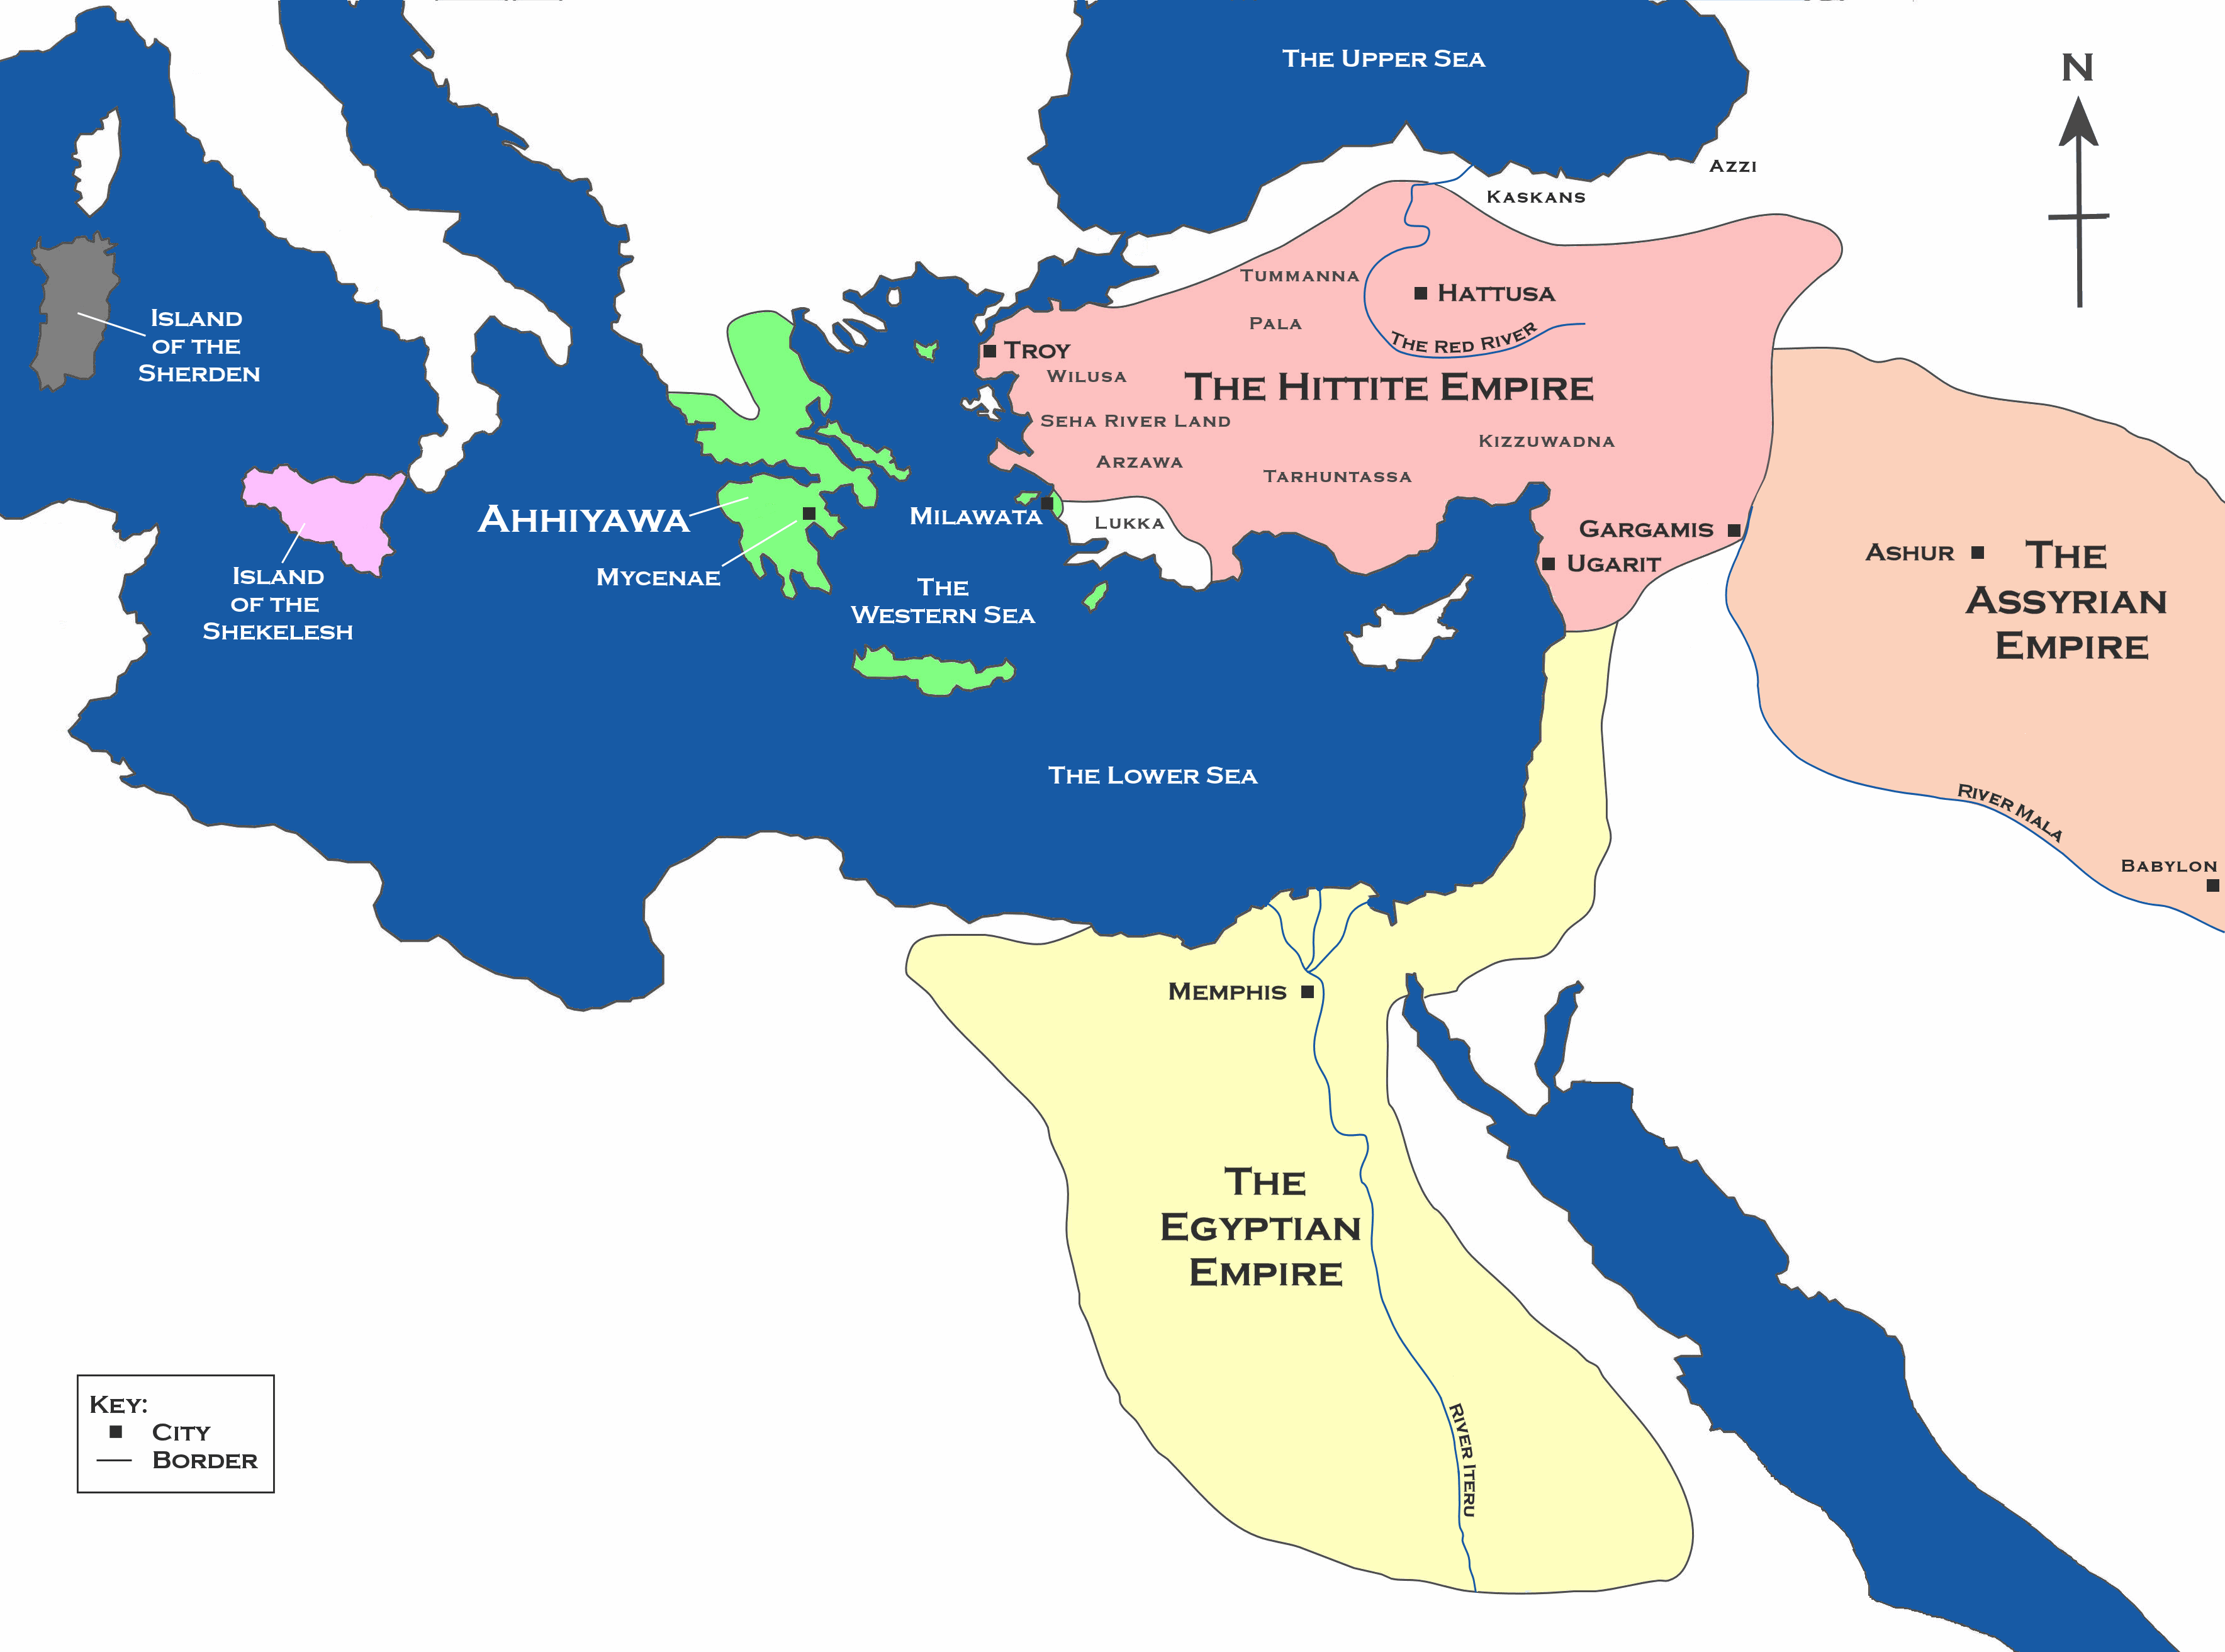 The Upper Sea
N
Azzi
Kaskans
Tummanna
Hattusa
Island
of the
Sherden
Pala
The Red River
Troy
Wilusa
The Hittite Empire
Seha River Land
Kizzuwadna
Arzawa
Tarhuntassa
Ahhiyawa
Milawata
Lukka
Gargamis
Ugarit
Ashur
The
Assyrian
Empire
Mycenae
Island
of the
Shekelesh
The
Western Sea
The Lower Sea
River Mala
Babylon
Memphis
The
Egyptian
Empire
River Iteru
Key:
City
Border